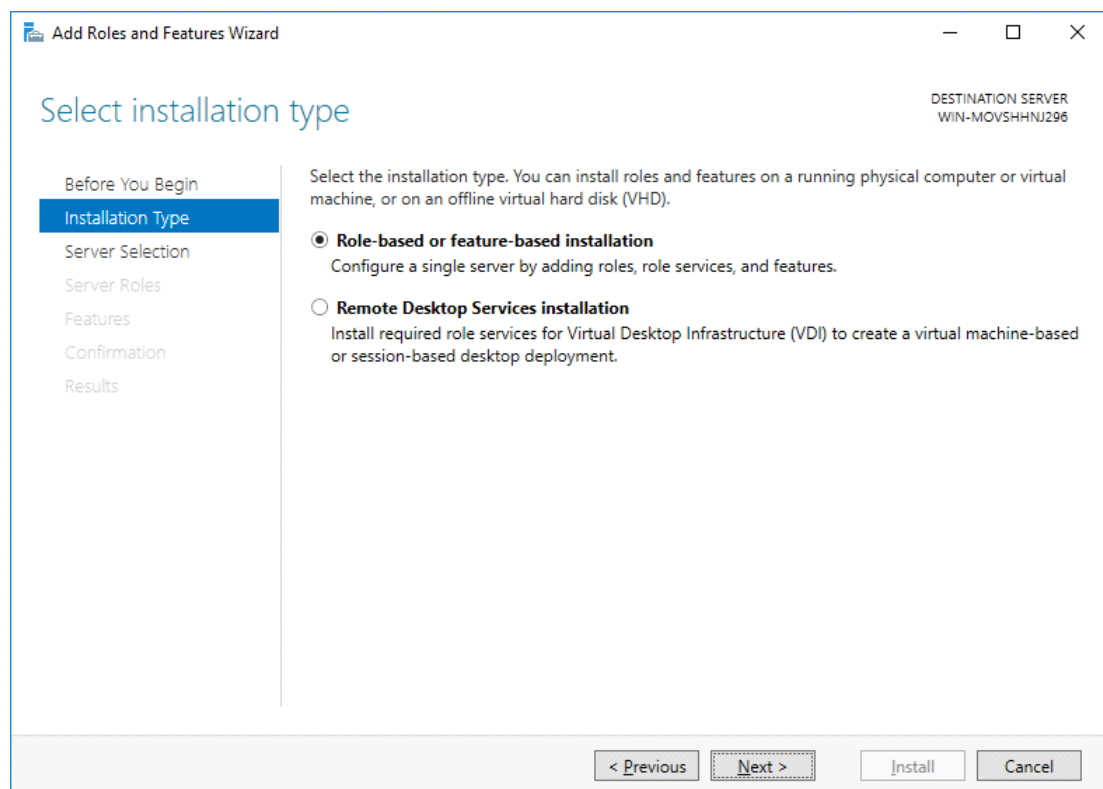 Add Roles and Features Wizard
Select installation type
DESTINATION SERVER
WIN-MOVSHHNJ296
Before You Begin
Installation Type
Server Selection
Server Roles
Features
Confirmation
Results
Select the installation type. You can install roles and features on a running physical computer or virtual
machine, or on an offline virtual hard disk (VHD).
Role-based or feature-based installation
Configure a single server by adding roles, role services, and features.
Remote Desktop Services installation
Install required role services for Virtual Desktop Infrastructure (VDI) to create a virtual machine-based
or session-based desktop deployment.
< Previous
Next >
Install
Cancel